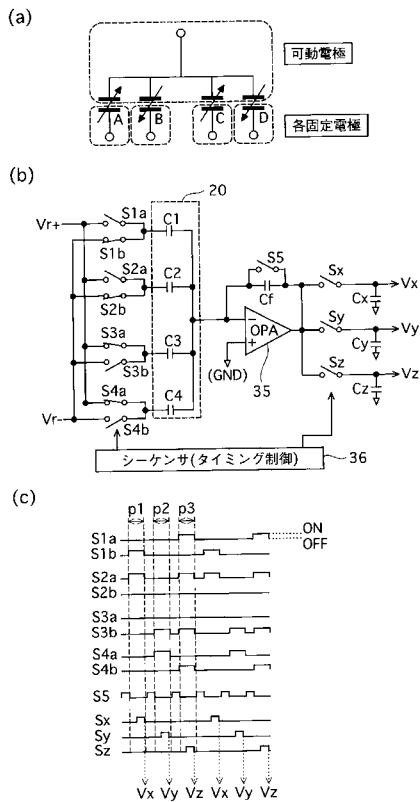 (a)
可動電極
A B C D
各固定電極
(b)
20
Vr+
S1a
C1
S1b
S2a
C2
S2b
S3a
C3
S3b
S4a
C4
S4b
Vr-
S5
Cf
OPA
(GND)
35
Sx
Vx
Cx
Sy
Vy
Cy
Sz
Vz
Cz
シーケンサ(タイミング制御)
36
(c)
p1 p2 p3
S1a
ON
OFF
S1b
S2a
S2b
S3a
S3b
S4a
S4b
S5
Sx
Sy
Sz
Vx Vy Vz Vx Vy Vz